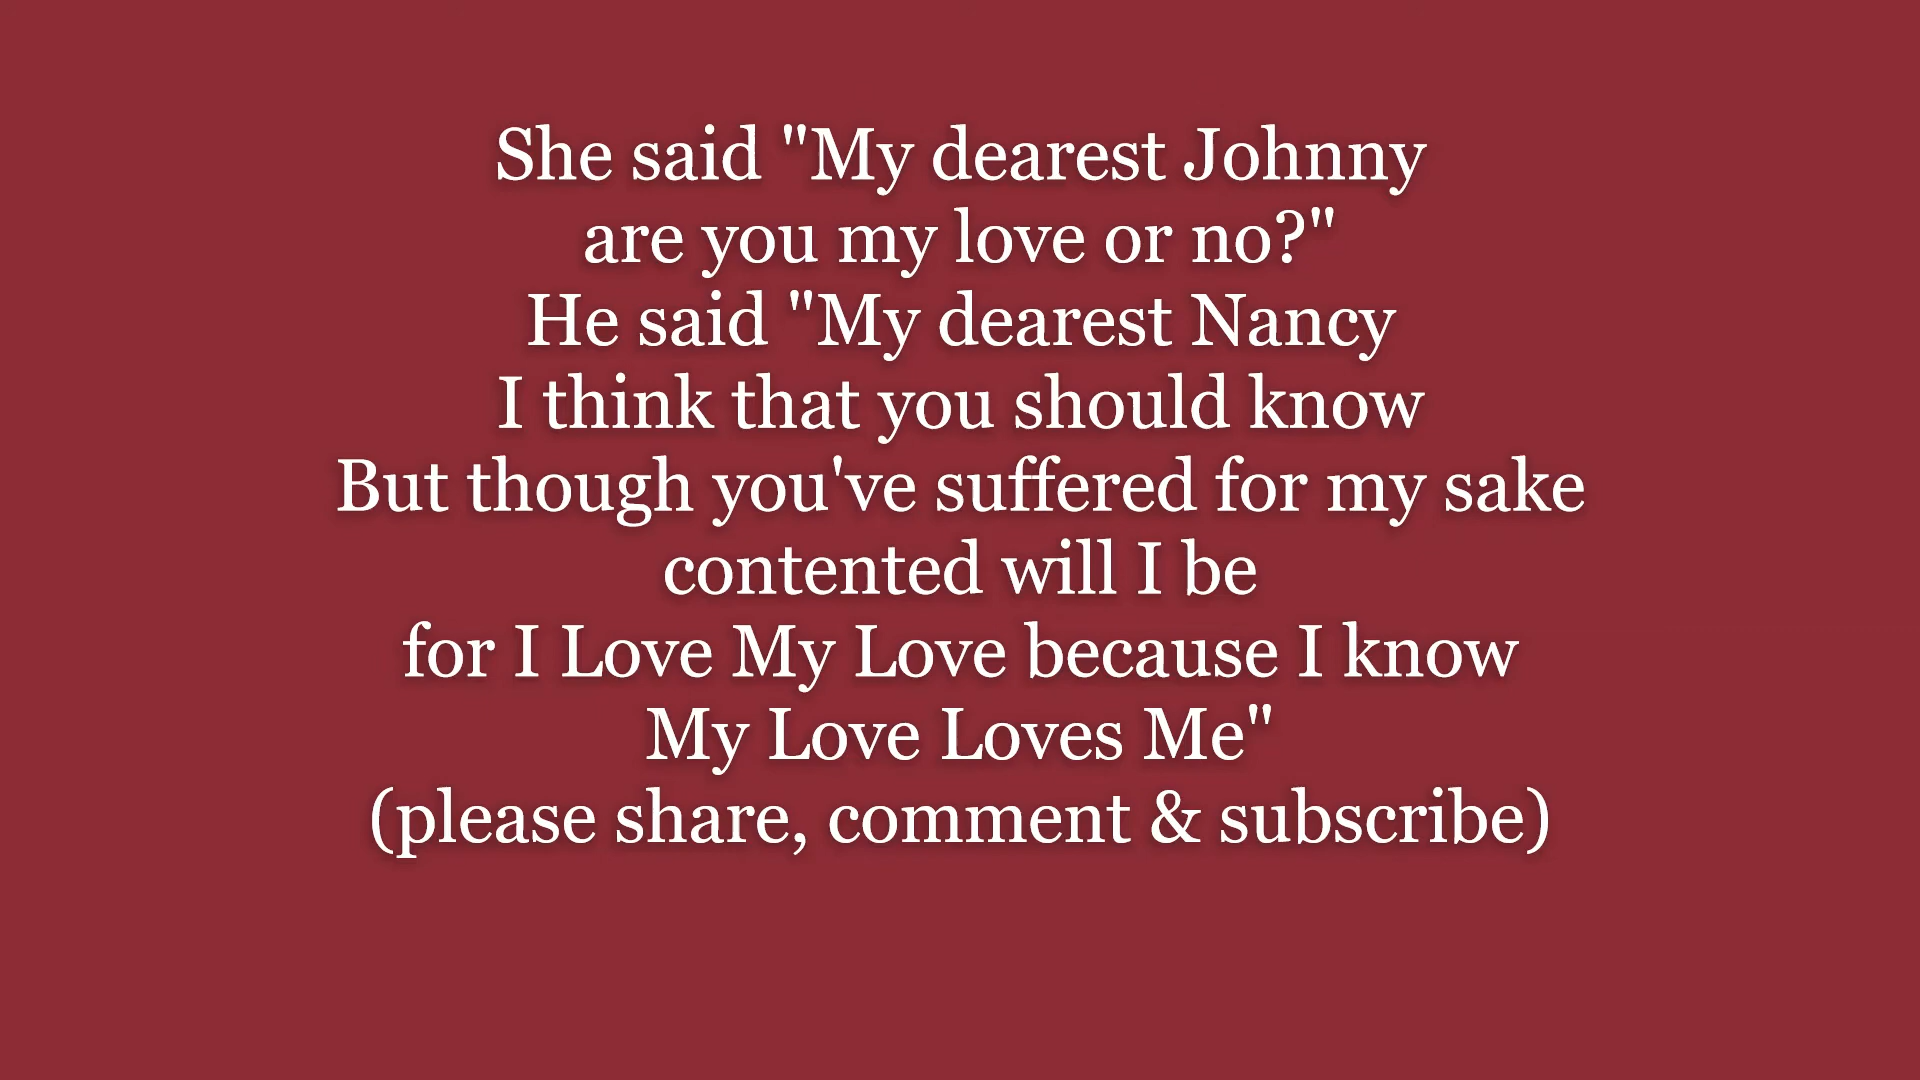 She said "My dearest Johnny
are you my love or no?"
He said "My dearest Nancy
I think that you should know
But though you've suffered for my sake
contented will I be
for I Love My Love because I know
My Love Loves Me"
(please share, comment & subscribe)